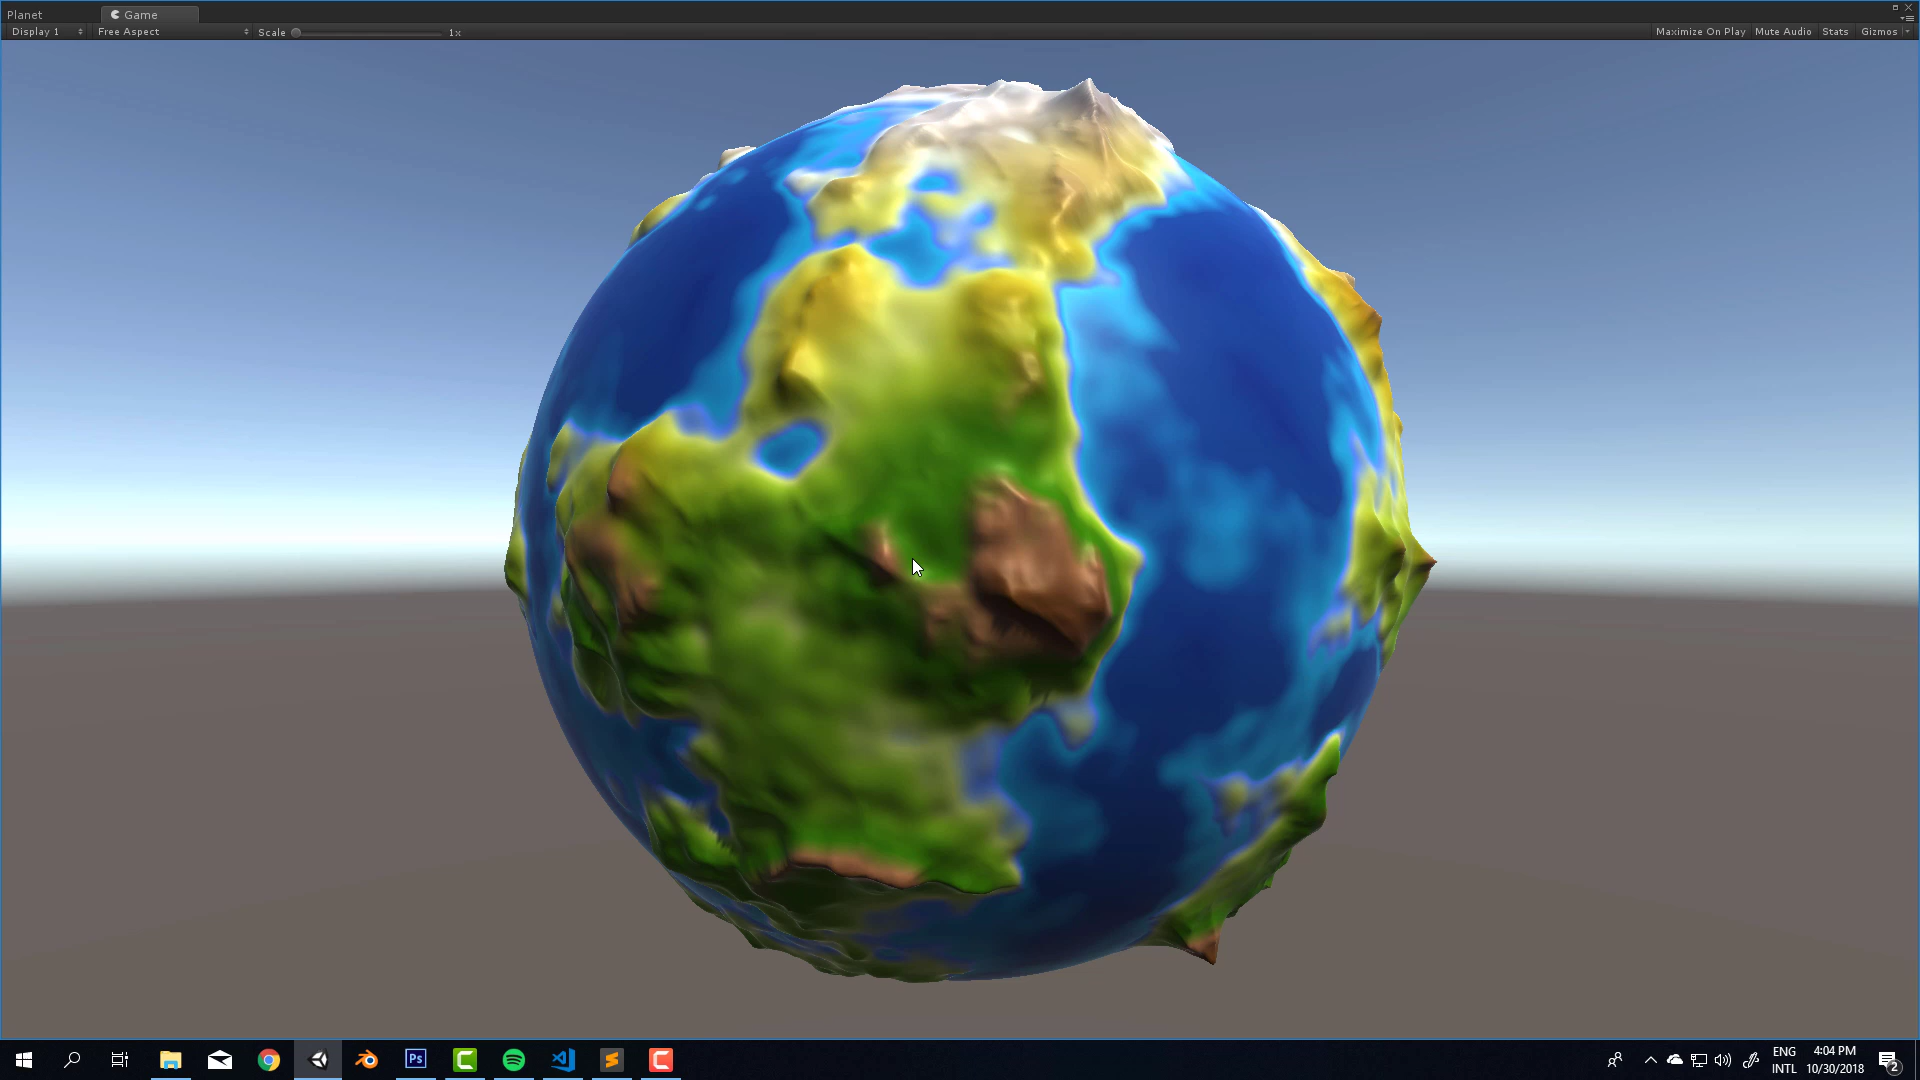 Planet
Game
Display 1
Free Aspect
Scale
1x
Maximize On Play
Mute Audio
Stats
Gizmos
Ps
ENG
INTL
4:04 PM
10/30/2018
2